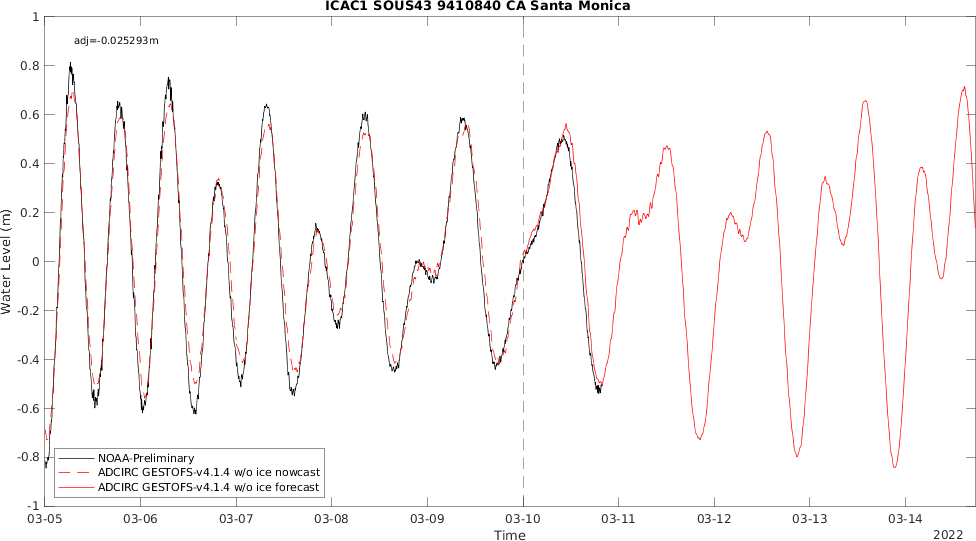 ICAC1 SOUS43 9410840 CA Santa Monica
adj=-0.025293m
1
0.8
0.6
0.4
0.2
0
-0.2
-0.4
-0.6
-0.8
-1
Water Level (m)
NOAA-Preliminary
ADCIRC GESTOFS-v4.1.4 w/o ice nowcast
ADCIRC GESTOFS-v4.1.4 w/o ice forecast
03-05 03-06 03-07 03-08 03-09 03-10 03-11 03-12 03-13 03-14
Time
2022